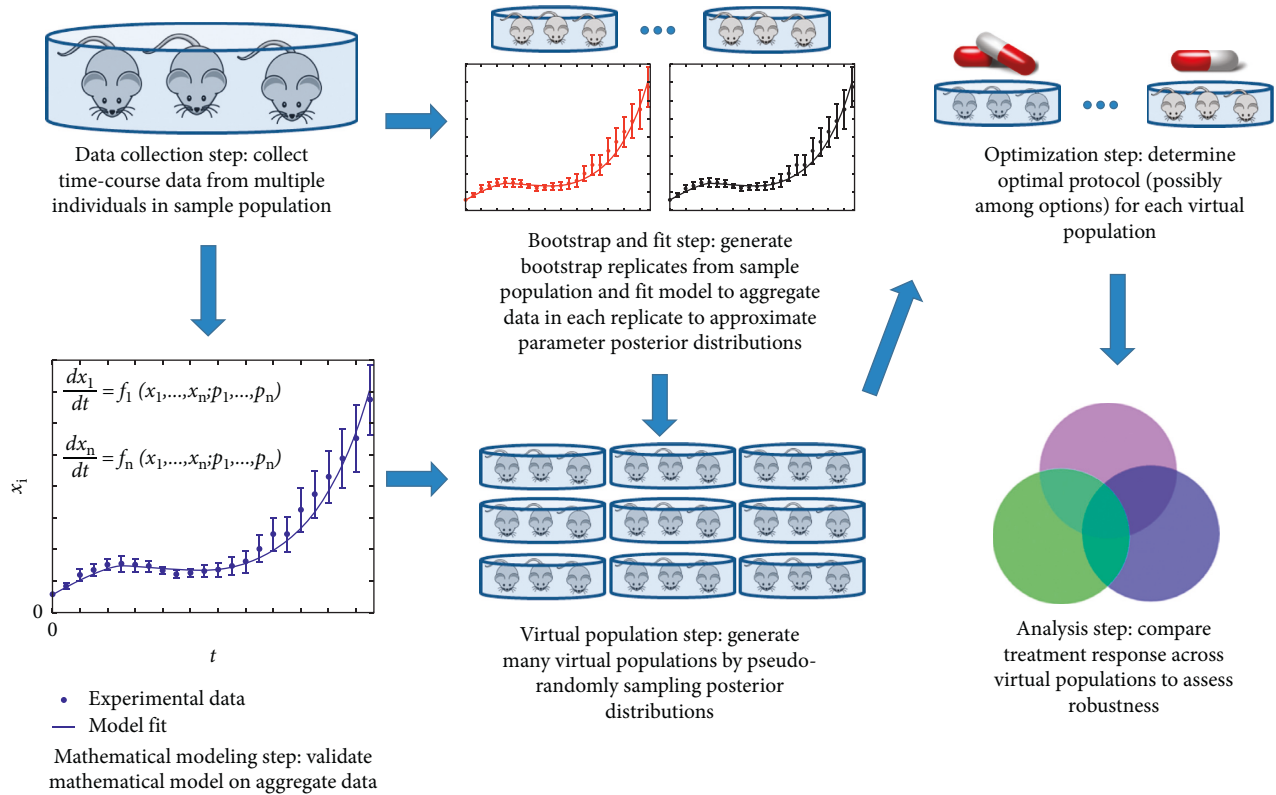 Data collection step: collect
time-course data from multiple
individuals in sample population
Bootstrap and fit step: generate
bootstrap replicates from sample
population and fit model to aggregate
data in each replicate to approximate
parameter posterior distributions
Optimization step: determine
optimal protocol (possibly
among options) for each virtual
population
dx₁/dt = f₁ (x₁,...,xₙ;p₁,...,pₙ)
dxₙ/dt = fₙ (x₁,...,xₙ;p₁,...,pₙ)
xᵢ
0
0
t
Experimental data
Model fit
Mathematical modeling step: validate
mathematical model on aggregate data
Virtual population step: generate
many virtual populations by pseudo-
randomly sampling posterior
distributions
Analysis step: compare
treatment response across
virtual populations to assess
robustness